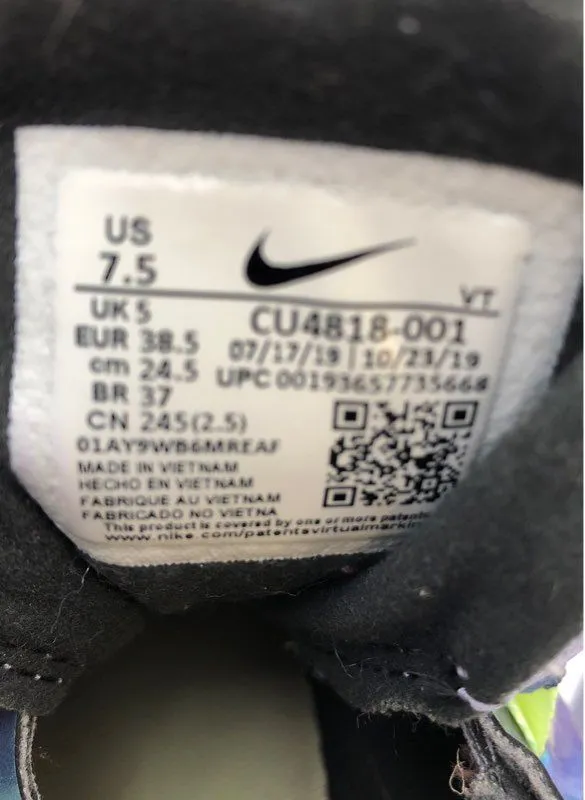 US
7.5
VT
UK 5
CU4818-001
EUR 38.5
07/17/19 | 10/23/19
cm 24.5
UPC 00193657735668
BR 37
CN 245(2.5)
01AY9WB6MREAF
MADE IN VIETNAM
HECHO EN VIETNAM
FABRIQUE AU VIETNAM
FABRICADO NO VIETNA
This product is covered by one or more patents
www.nike.com/patentsvirtualmarkin